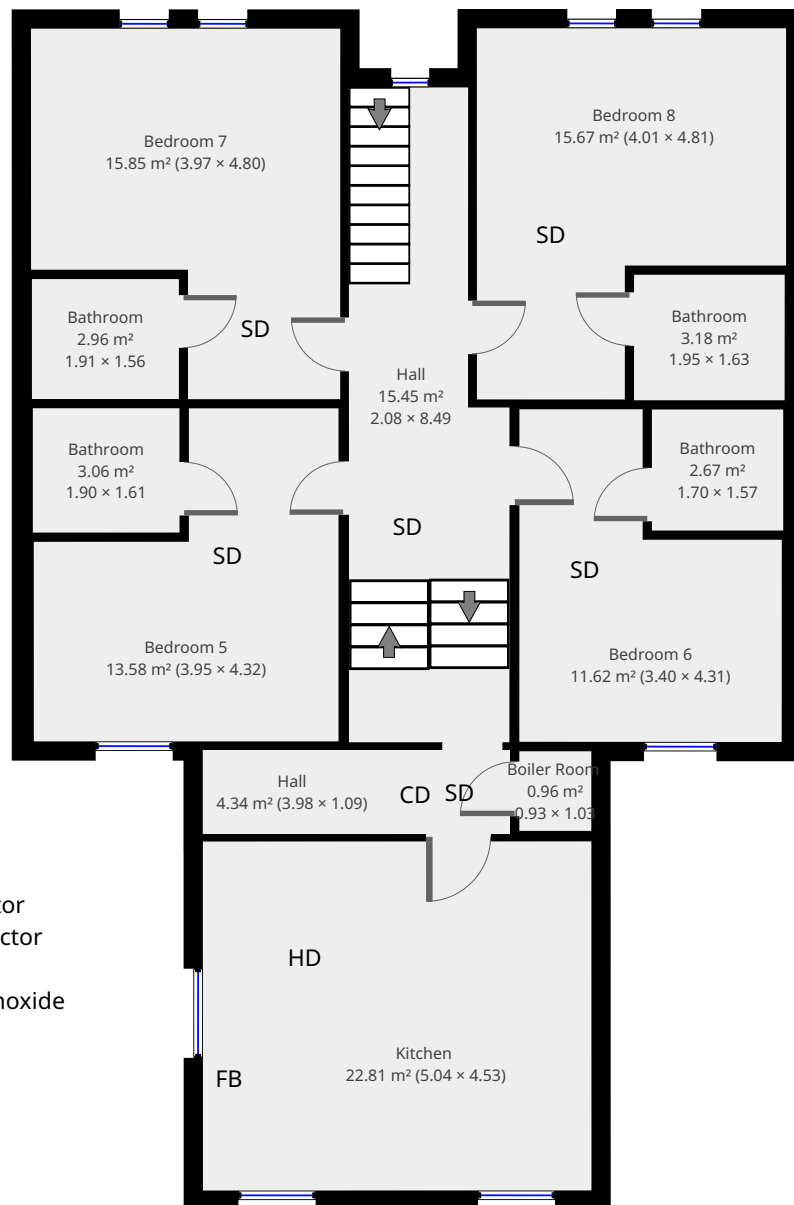 Bedroom 7
15.85 m² (3.97 × 4.80)
Bedroom 8
15.67 m² (4.01 × 4.81)
SD
Bathroom
2.96 m²
1.91 × 1.56
SD
Bathroom
3.18 m²
1.95 × 1.63
Hall
15.45 m²
2.08 × 8.49
Bathroom
3.06 m²
1.90 × 1.61
Bathroom
2.67 m²
1.70 × 1.57
SD
SD
SD
Bedroom 5
13.58 m² (3.95 × 4.32)
Bedroom 6
11.62 m² (3.40 × 4.31)
Hall
4.34 m² (3.98 × 1.09)
CD
SD
Boiler Room
0.96 m²
0.93 × 1.03
HD
Kitchen
22.81 m² (5.04 × 4.53)
FB